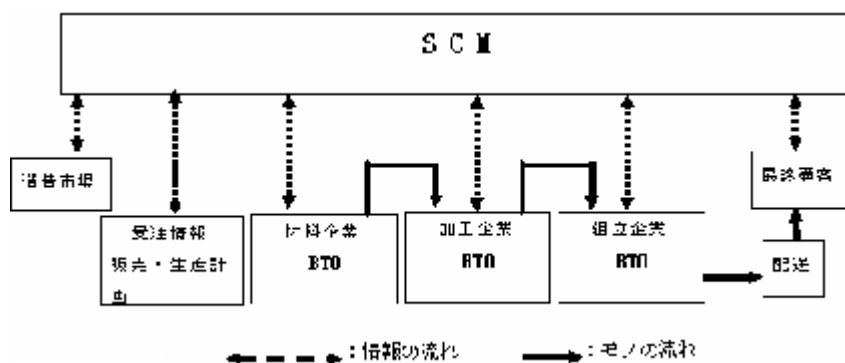 SCM
消費市場
最終顧客
受注情報
販売・生産計
画
材料企業
BTO
加工企業
BTO
組立企業
BTO
配送
：情報の流れ
：モノの流れ